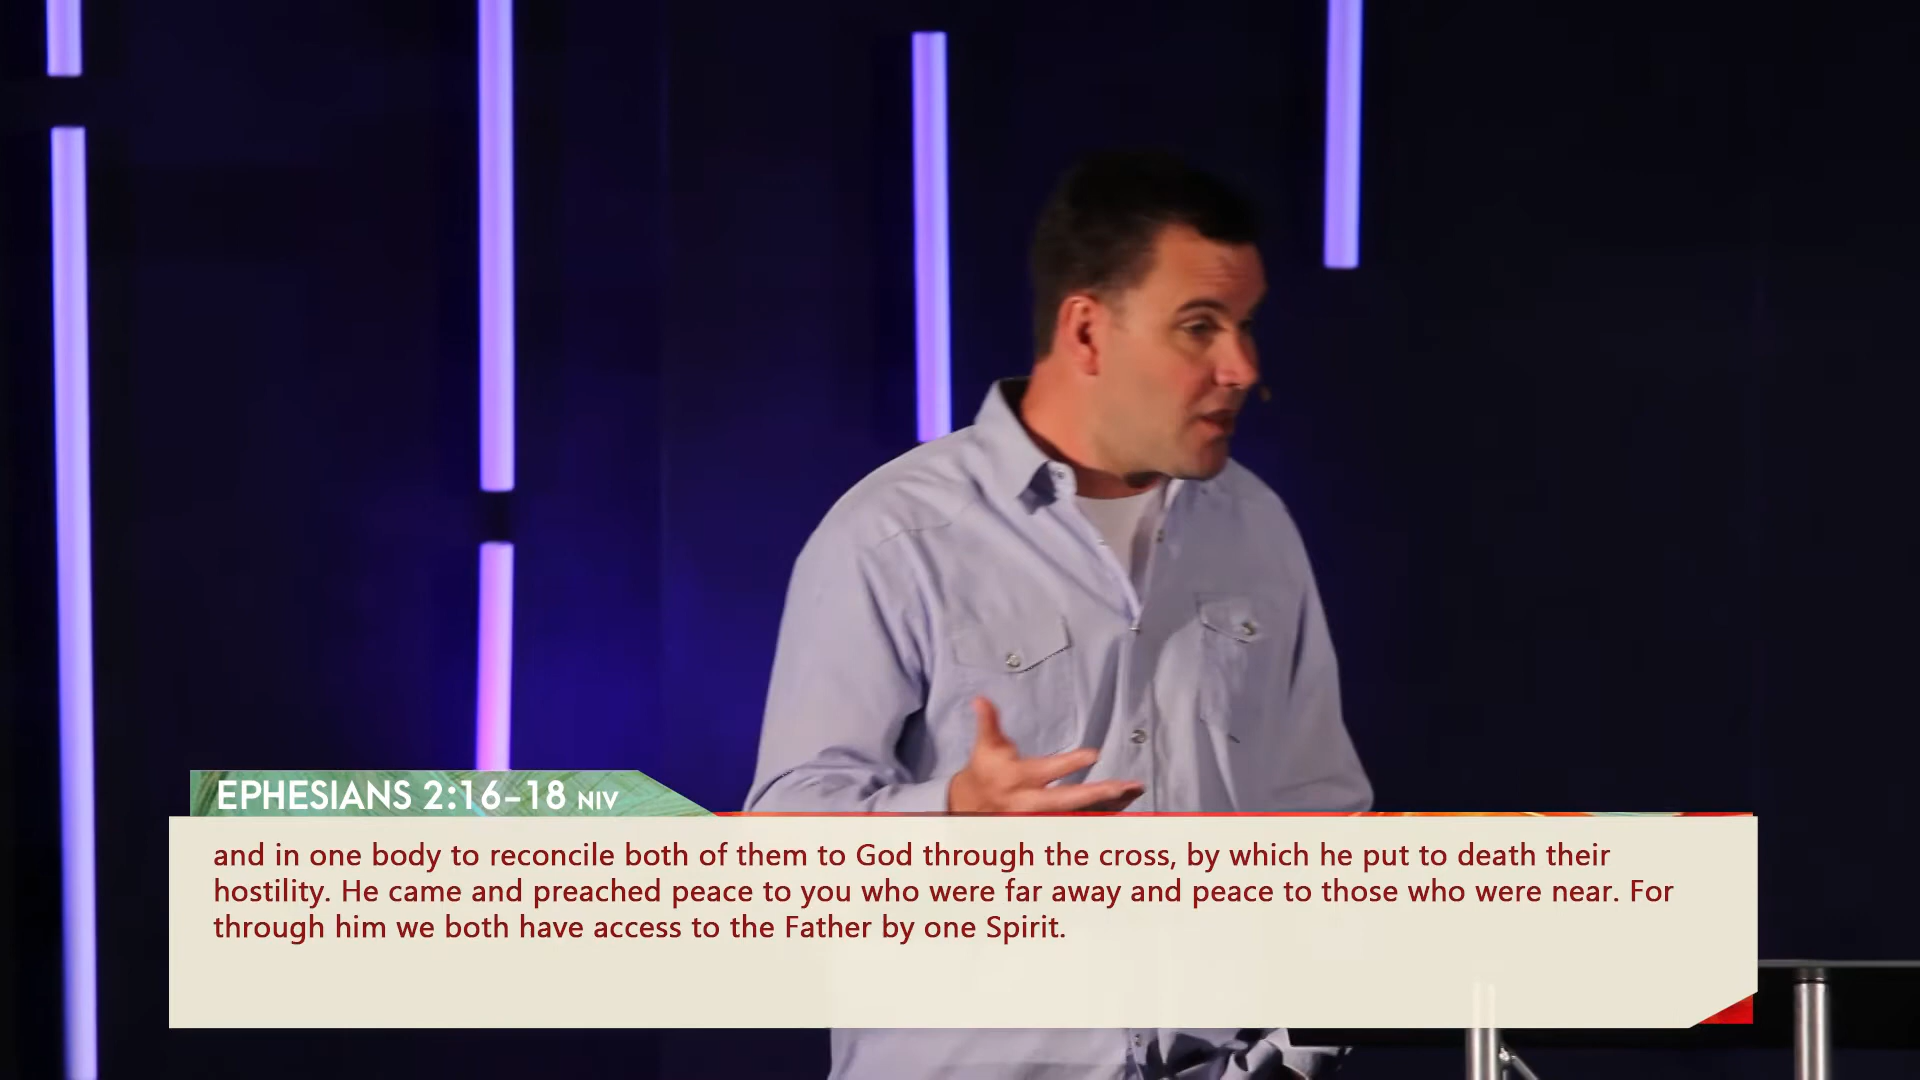 EPHESIANS 2:16-18 NIV
and in one body to reconcile both of them to God through the cross, by which he put to death their
hostility. He came and preached peace to you who were far away and peace to those who were near. For
through him we both have access to the Father by one Spirit.